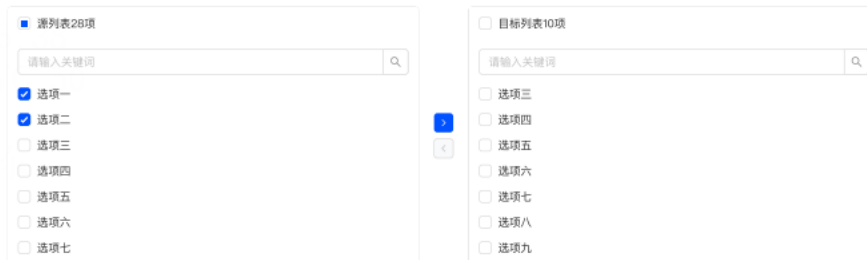 源列表28项
请输入关键词
选项一
选项二
选项三
选项四
选项五
选项六
选项七
目标列表10项
请输入关键词
选项三
选项四
选项五
选项六
选项七
选项八
选项九